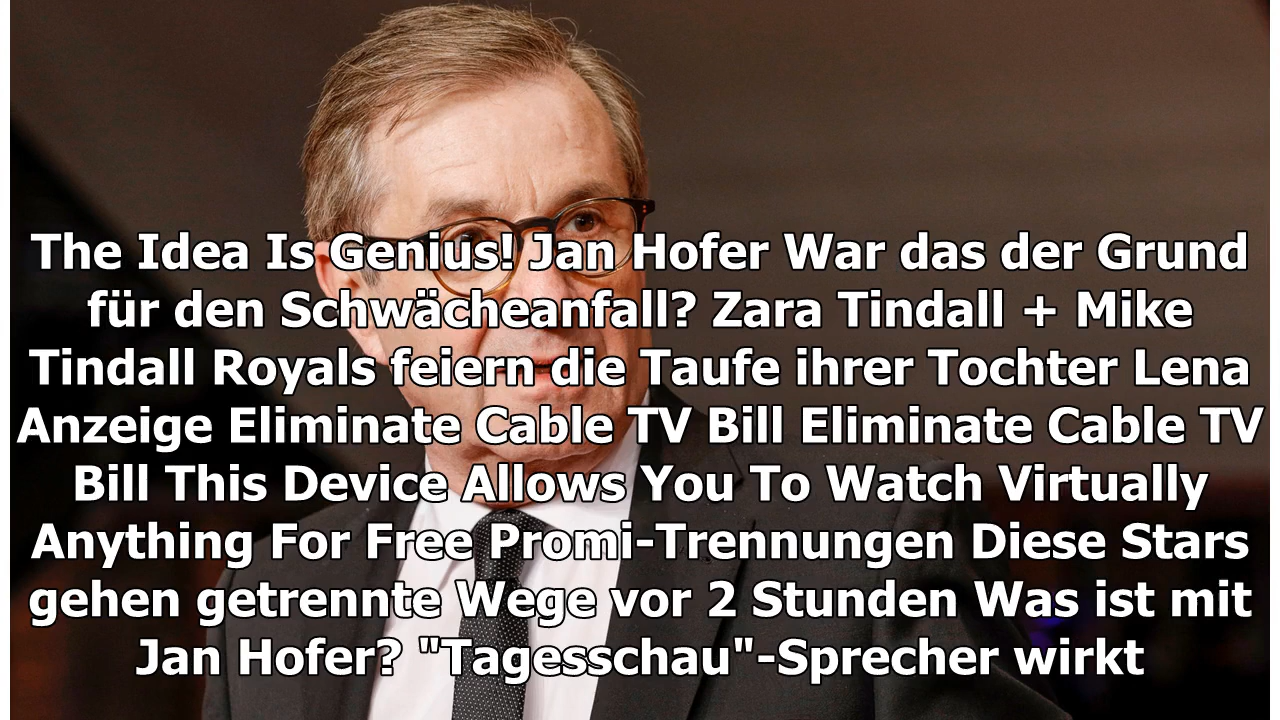 The Idea Is Genius! Jan Hofer War das der Grund
für den Schwächeanfall? Zara Tindall + Mike
Tindall Royals feiern die Taufe ihrer Tochter Lena
Anzeige Eliminate Cable TV Bill Eliminate Cable TV
Bill This Device Allows You To Watch Virtually
Anything For Free Promi-Trennungen Diese Stars
gehen getrennte Wege vor 2 Stunden Was ist mit
Jan Hofer? "Tagesschau"-Sprecher wirkt